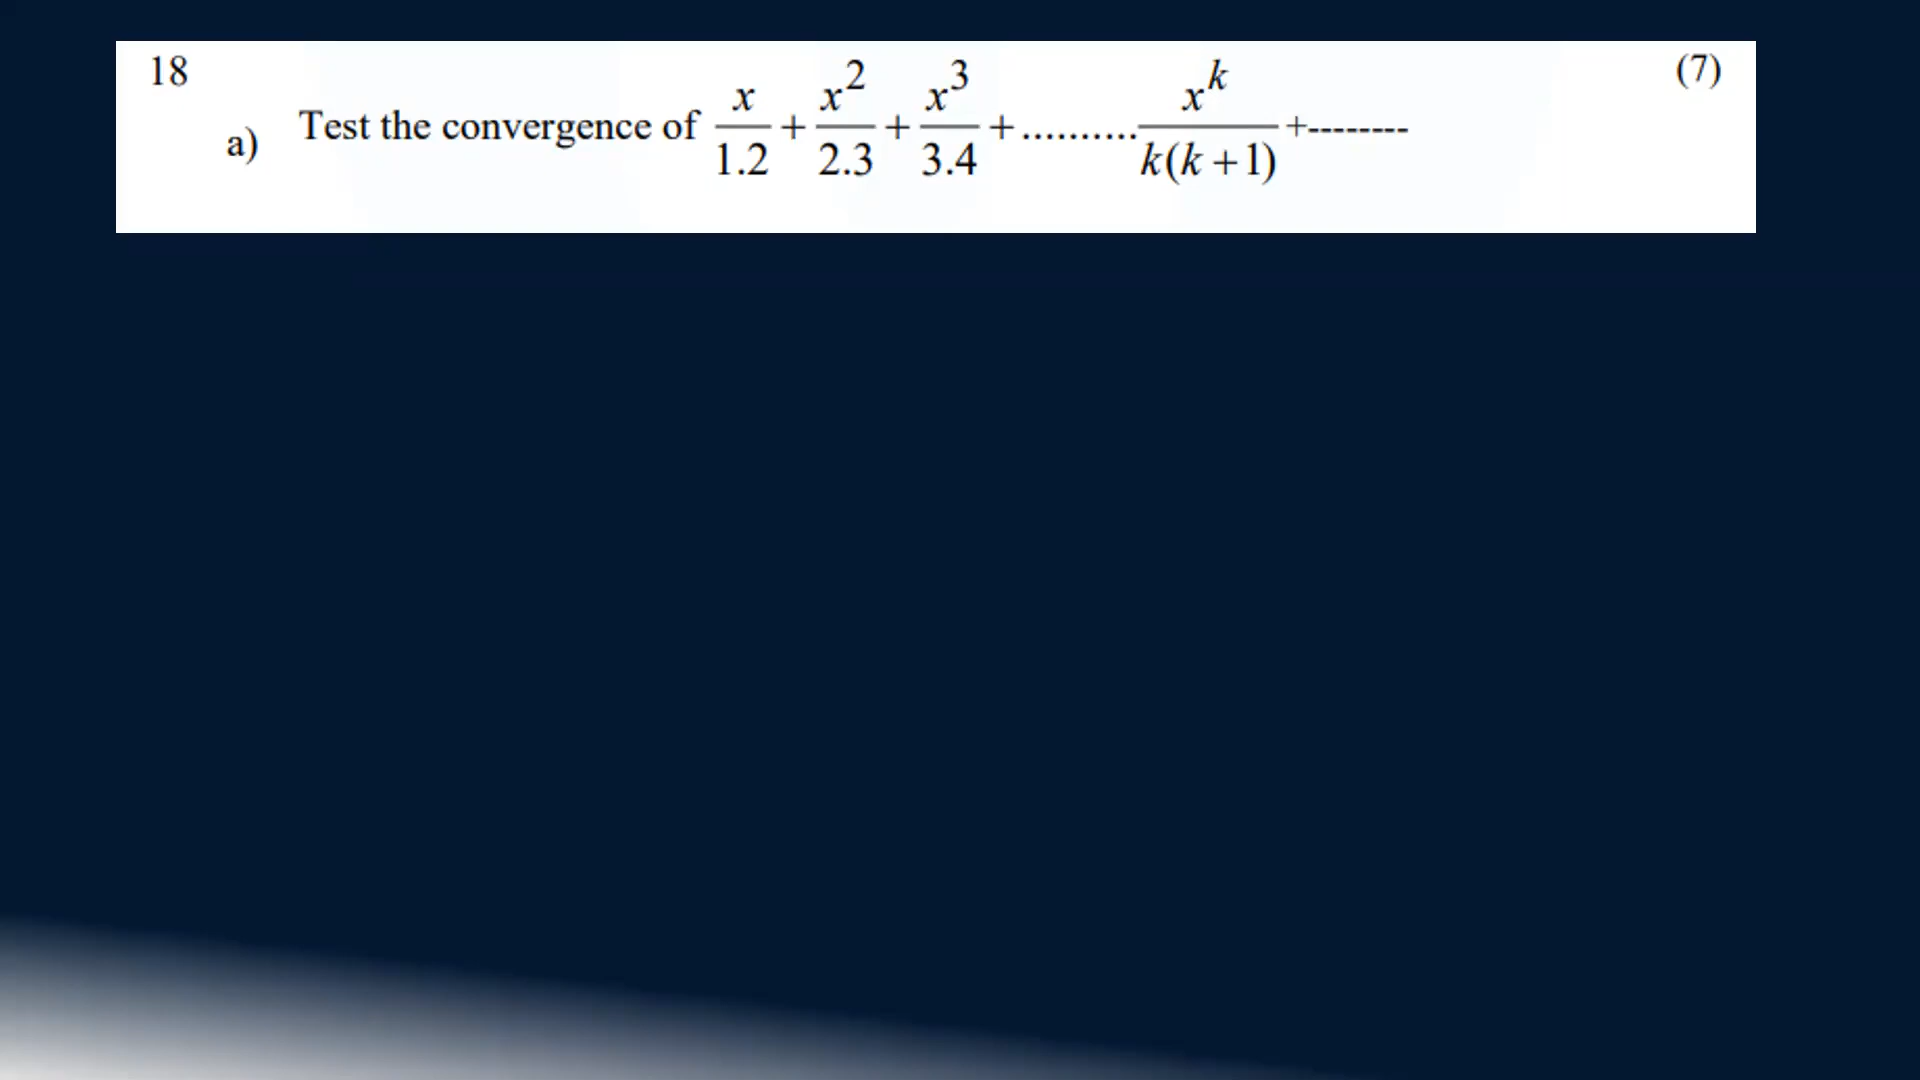 18 (7)
a) Test the convergence of x/1.2 + x^2/2.3 + x^3/3.4 + .......... x^k/k(k+1) +--------